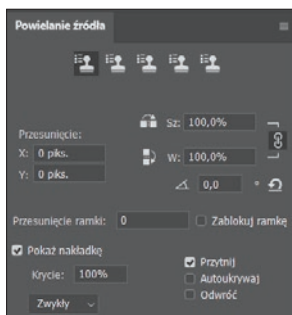 Powielanie źródła
Sz: 100,0%
Przesunięcie:
X: 0 piks.
W: 100,0%
Y: 0 piks.
0,0 °
Przesunięcie ramki: 0 Zablokuj ramkę
Pokaż nakładkę
Przytnij
Krycie: 100%
Autoukrywaj
Odwróć
Zwykły